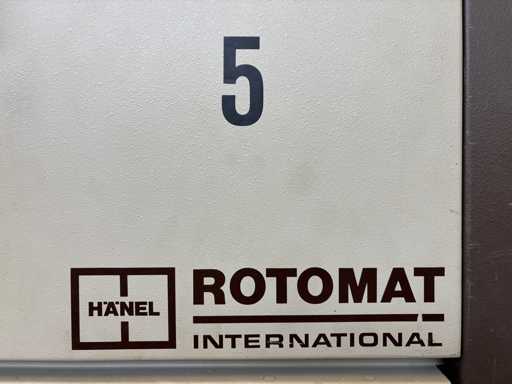 5
HÄNEL
ROTOMAT
INTERNATIONAL